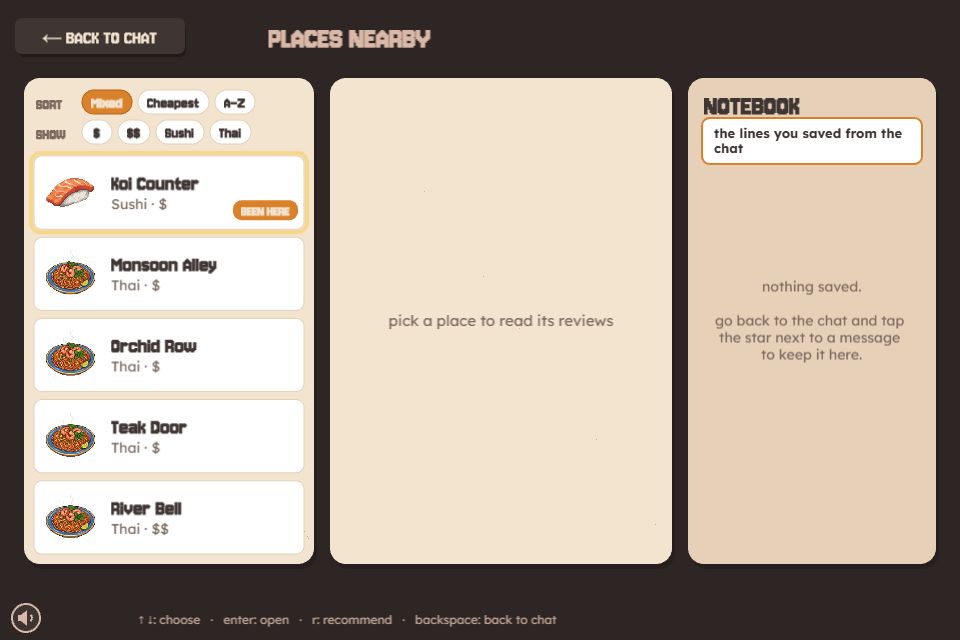 ← BACK TO CHAT
PLACES NEARBY
SORT Mixed Cheapest A-Z
SHOW $ $$ Sushi Thai
Koi Counter
Sushi · $
BEEN HERE
Monsoon Alley
Thai · $
Orchid Row
Thai · $
Teak Door
Thai · $
River Bell
Thai · $$
pick a place to read its reviews
NOTEBOOK
the lines you saved from the
chat
nothing saved.
go back to the chat and tap
the star next to a message
to keep it here.
↑ ↓: choose · enter: open · r: recommend · backspace: back to chat